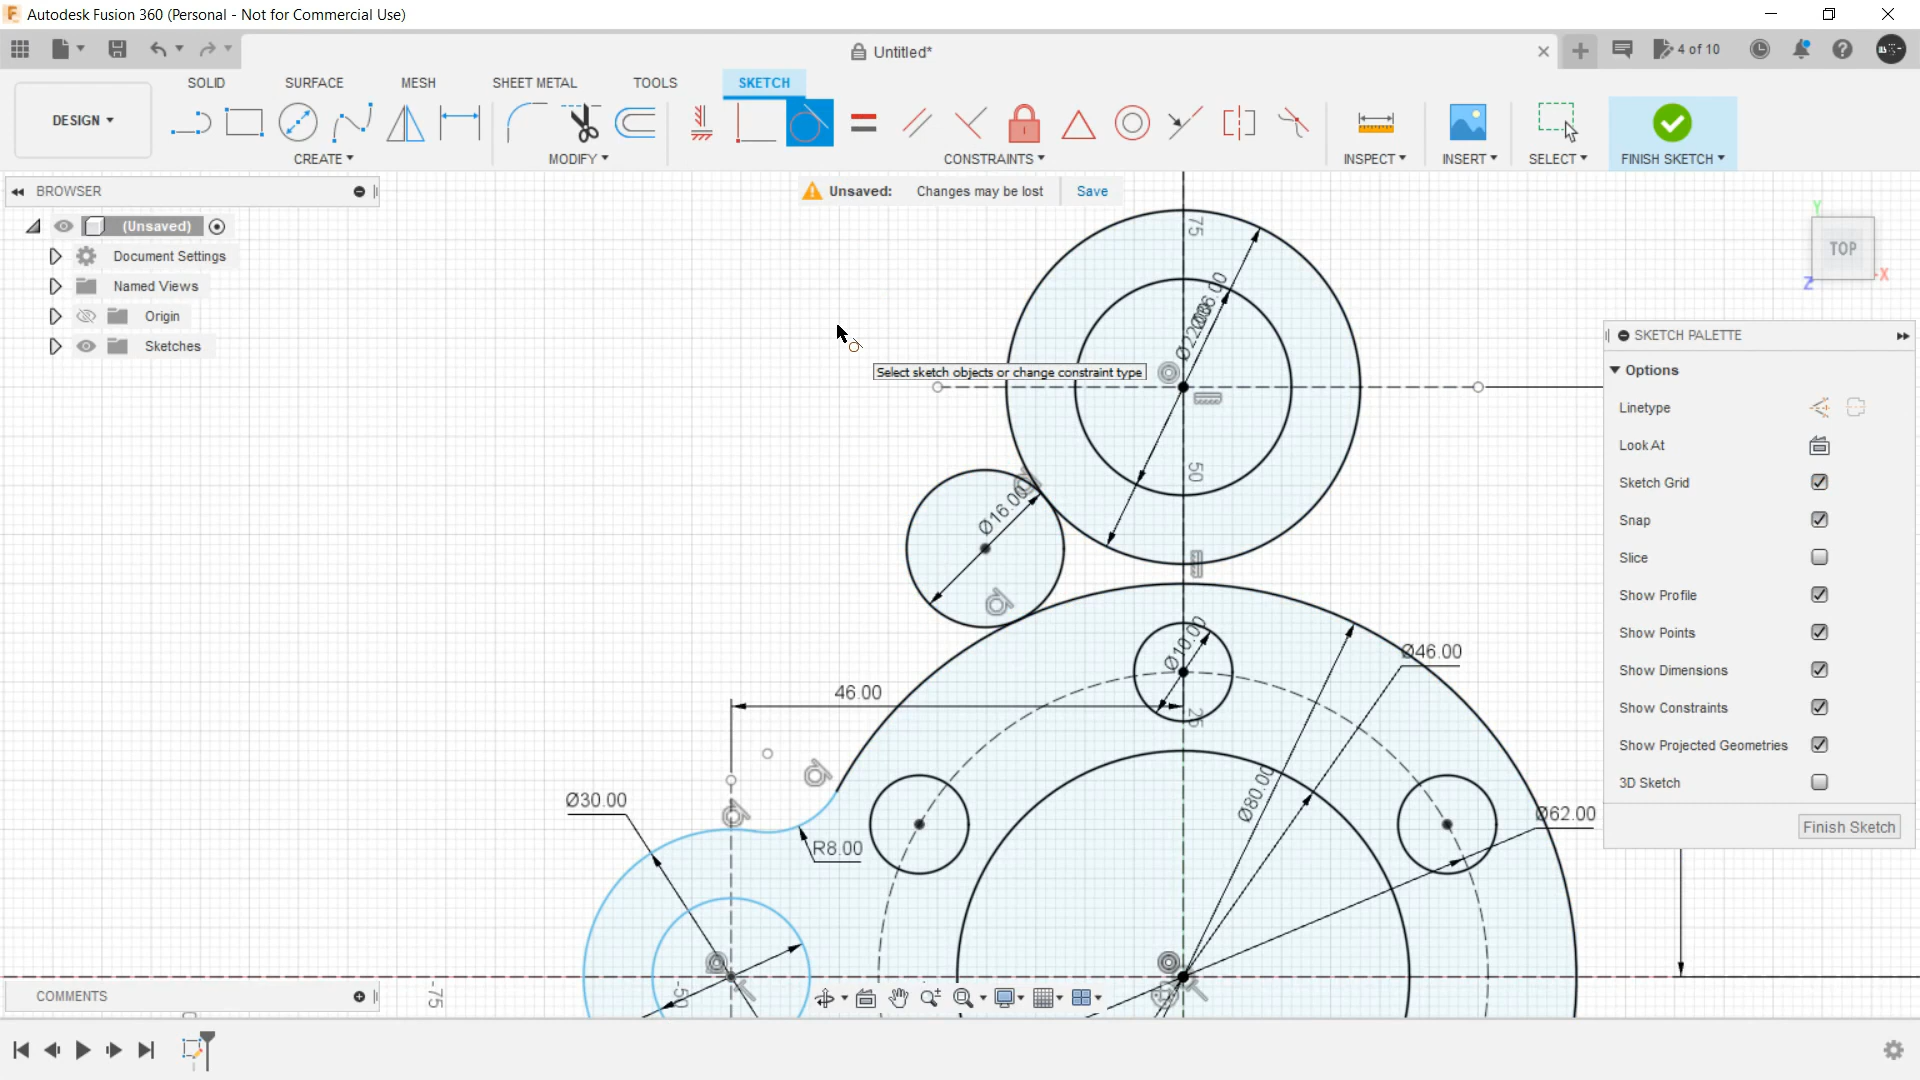 Autodesk Fusion 360 (Personal - Not for Commercial Use)
Untitled*
4 of 10
SOLID SURFACE MESH SHEET METAL TOOLS SKETCH
DESIGN
CREATE MODIFY CONSTRAINTS INSPECT INSERT SELECT FINISH SKETCH
BROWSER
Unsaved: Changes may be lost Save
(Unsaved)
Document Settings
Named Views
Origin
Sketches
TOP
Y
X
Z
SKETCH PALETTE
Options
Linetype
Look At
Sketch Grid
Snap
Slice
Show Profile
Show Points
Show Dimensions
Show Constraints
Show Projected Geometries
3D Sketch
Finish Sketch
Select sketch objects or change constraint type
75
50
Ø16.00
Ø10.00
Ø46.00
46.00
25
Ø80.00
Ø62.00
Ø30.00
R8.00
-75
-50
COMMENTS